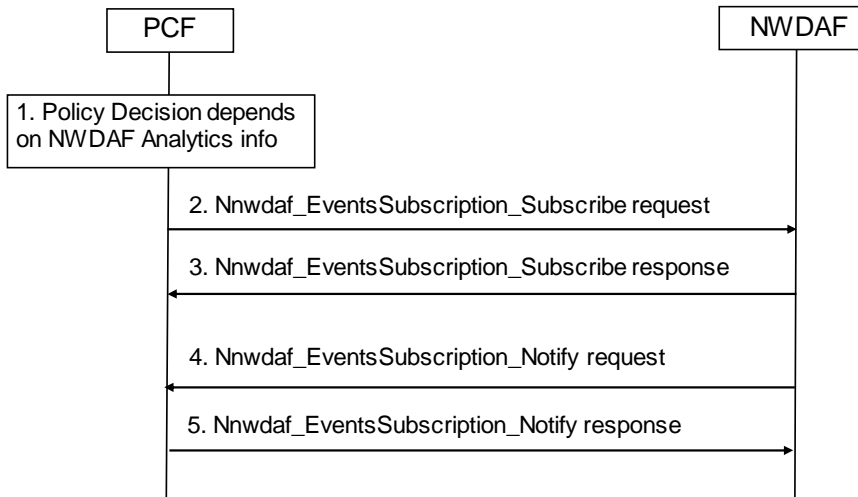 PCF
NWDAF
1. Policy Decision depends
on NWDAF Analytics info
2. Nnwdaf_EventsSubscription_Subscribe request
3. Nnwdaf_EventsSubscription_Subscribe response
4. Nnwdaf_EventsSubscription_Notify request
5. Nnwdaf_EventsSubscription_Notify response